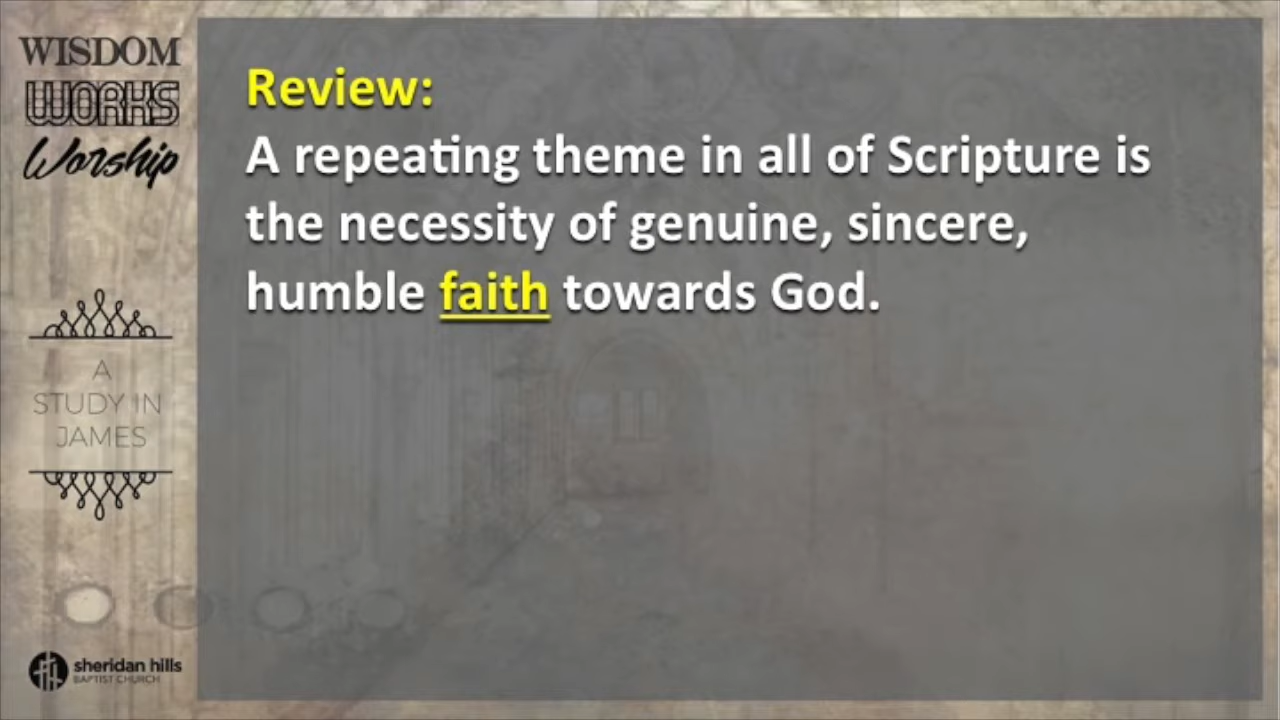 WISDOM
WORKS
Worship
A
STUDY IN
JAMES
sheridan hills
BAPTIST CHURCH
Review:
A repeating theme in all of Scripture is
the necessity of genuine, sincere,
humble faith towards God.